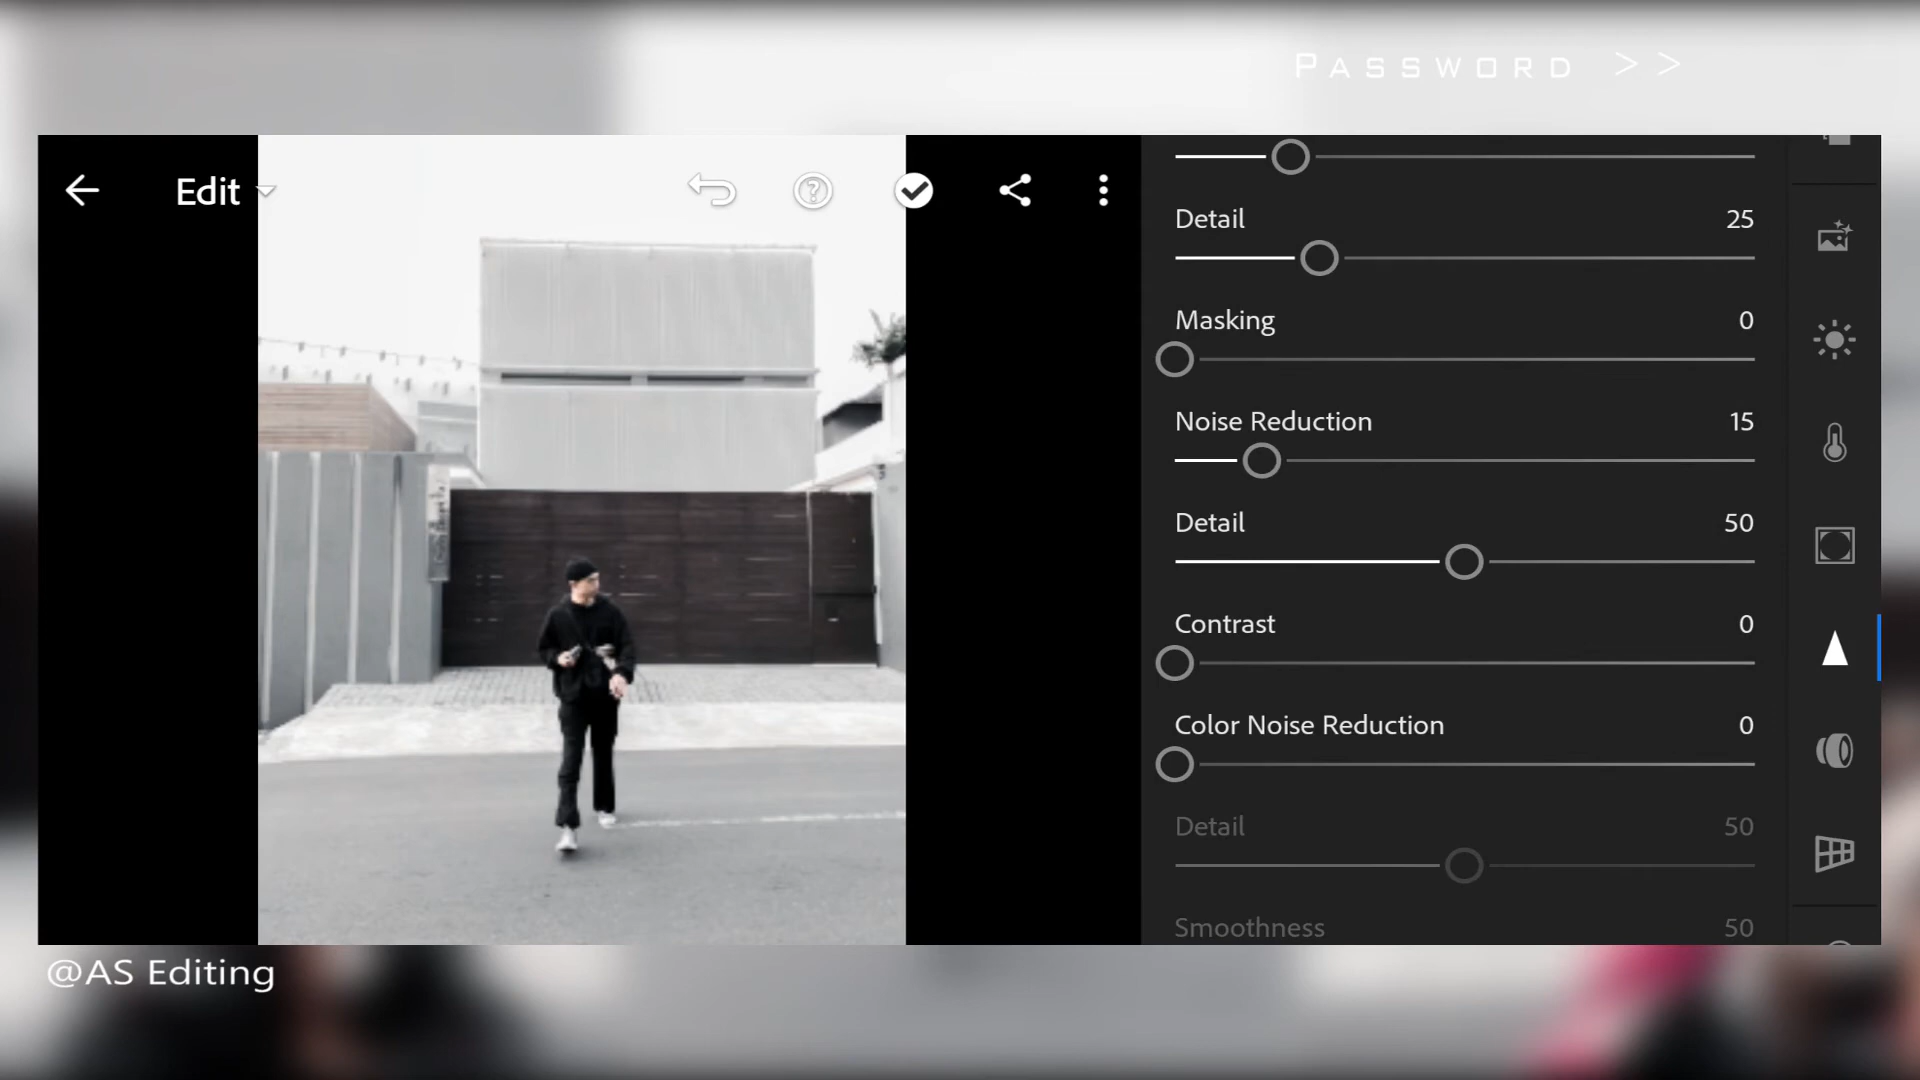 PASSWORD >>
Edit
Detail 25
Masking 0
Noise Reduction 15
Detail 50
Contrast 0
Color Noise Reduction 0
Detail 50
Smoothness 50
@AS Editing